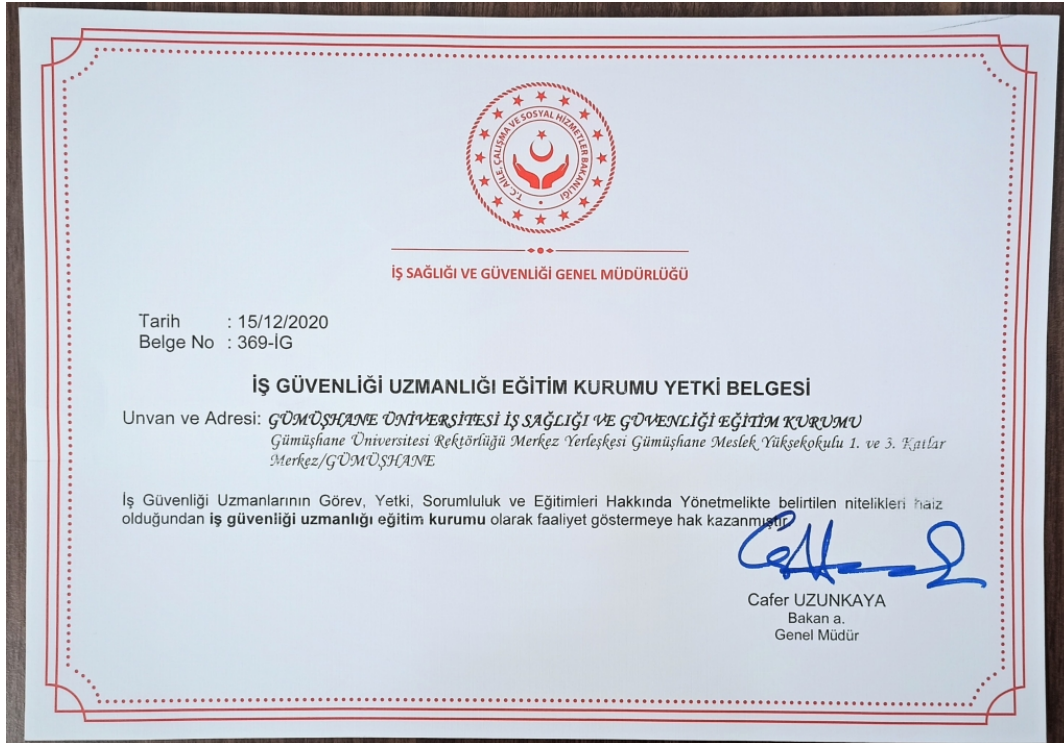 T.C. AİLE, ÇALIŞMA VE SOSYAL HİZMETLER BAKANLIĞI
İŞ SAĞLIĞI VE GÜVENLİĞİ GENEL MÜDÜRLÜĞÜ
Tarih : 15/12/2020
Belge No : 369-İG
İŞ GÜVENLİĞİ UZMANLIĞI EĞİTİM KURUMU YETKİ BELGESİ
Unvan ve Adresi: GÜMÜŞHANE ÜNİVERSİTESİ İŞ SAĞLIĞI VE GÜVENLİĞİ EĞİTİM KURUMU
Gümüşhane Üniversitesi Rektörlüğü Merkez Yerleşkesi Gümüşhane Meslek Yüksekokulu 1. ve 3. Katlar
Merkez/GÜMÜŞHANE
İş Güvenliği Uzmanlarının Görev, Yetki, Sorumluluk ve Eğitimleri Hakkında Yönetmelikte belirtilen nitelikleri haiz
olduğundan iş güvenliği uzmanlığı eğitim kurumu olarak faaliyet göstermeye hak kazanmıştır.
Cafer UZUNKAYA
Bakan a.
Genel Müdür